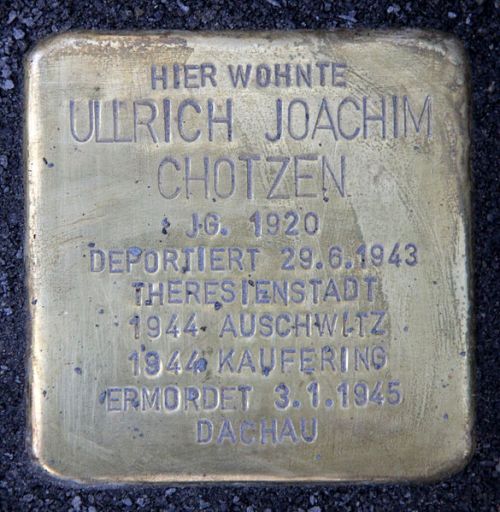 HIER WOHNTE
ULLRICH JOACHIM
CHOTZEN
JG. 1920
DEPORTIERT 29.6.1943
THERESIENSTADT
1944 AUSCHWITZ
1944 KAUFERING
ERMORDET 3.1.1945
DACHAU